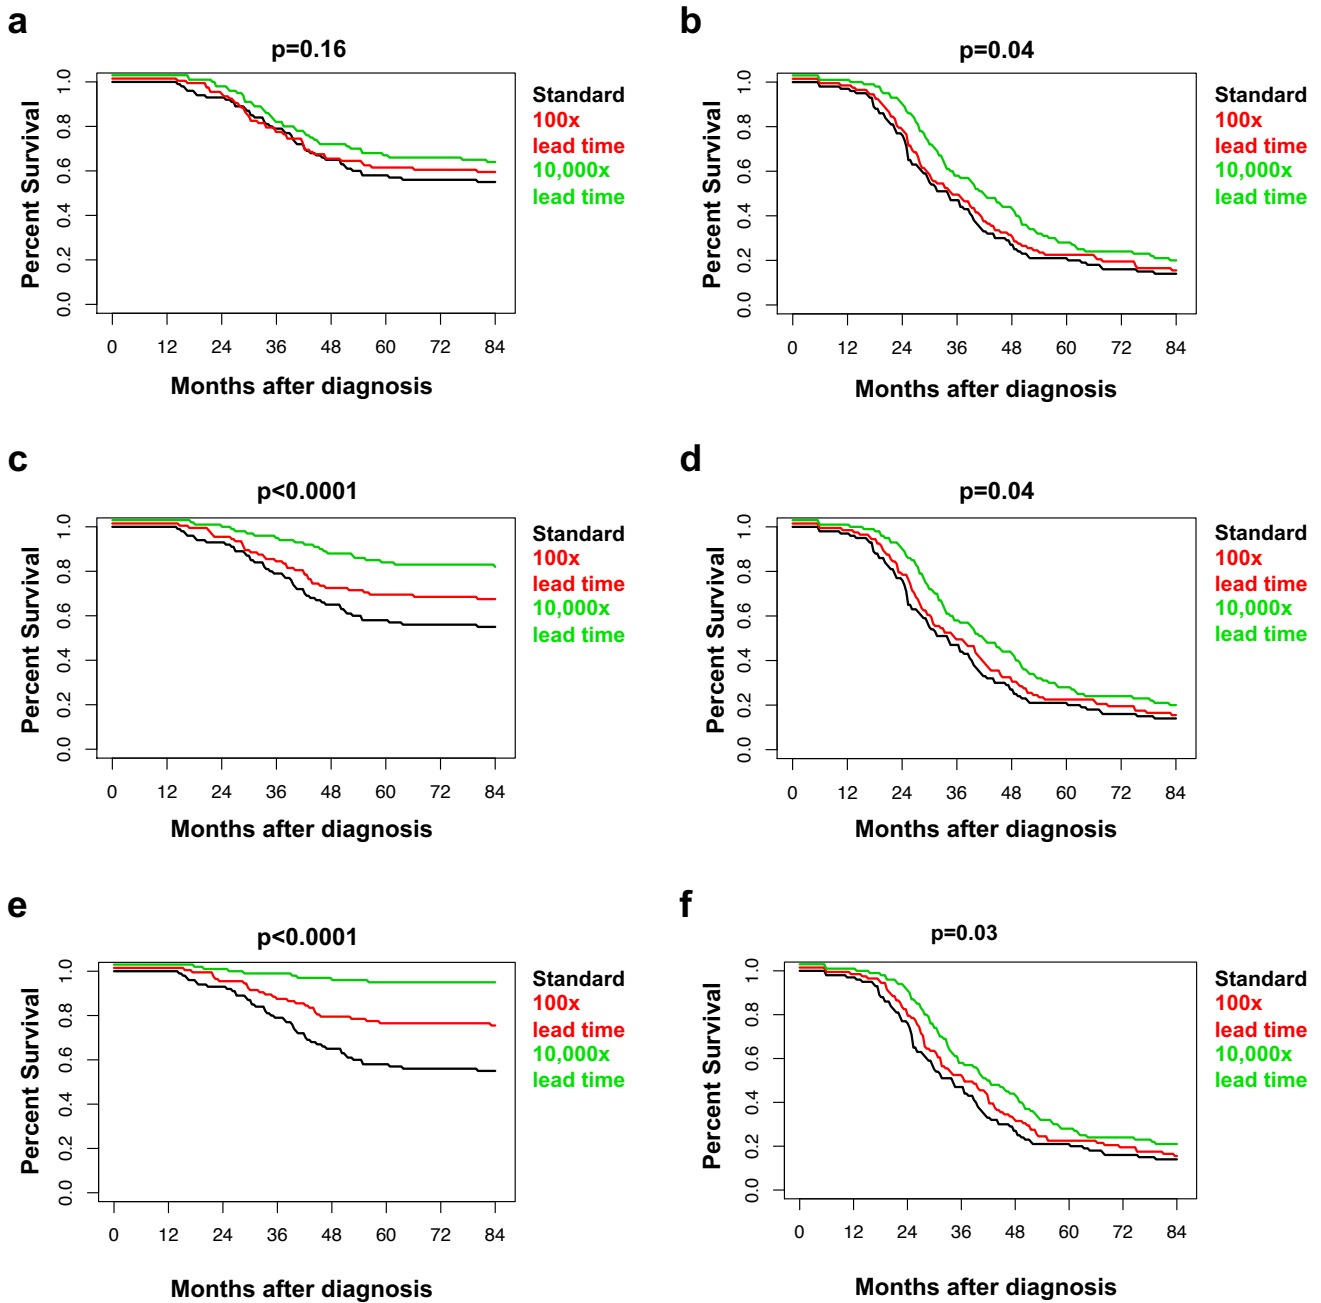 a
p=0.16
Percent Survival
0.0 0.2 0.4 0.6 0.8 1.0
0 12 24 36 48 60 72 84
Months after diagnosis
Standard
100x
lead time
10,000x
lead time
b
p=0.04
Percent Survival
0.0 0.2 0.4 0.6 0.8 1.0
0 12 24 36 48 60 72 84
Months after diagnosis
Standard
100x
lead time
10,000x
lead time
c
p<0.0001
Percent Survival
0.0 0.2 0.4 0.6 0.8 1.0
0 12 24 36 48 60 72 84
Months after diagnosis
Standard
100x
lead time
10,000x
lead time
d
p=0.04
Percent Survival
0.0 0.2 0.4 0.6 0.8 1.0
0 12 24 36 48 60 72 84
Months after diagnosis
Standard
100x
lead time
10,000x
lead time
e
p<0.0001
Percent Survival
0.0 0.2 0.4 0.6 0.8 1.0
0 12 24 36 48 60 72 84
Months after diagnosis
Standard
100x
lead time
10,000x
lead time
f
p=0.03
Percent Survival
0.0 0.2 0.4 0.6 0.8 1.0
0 12 24 36 48 60 72 84
Months after diagnosis
Standard
100x
lead time
10,000x
lead time